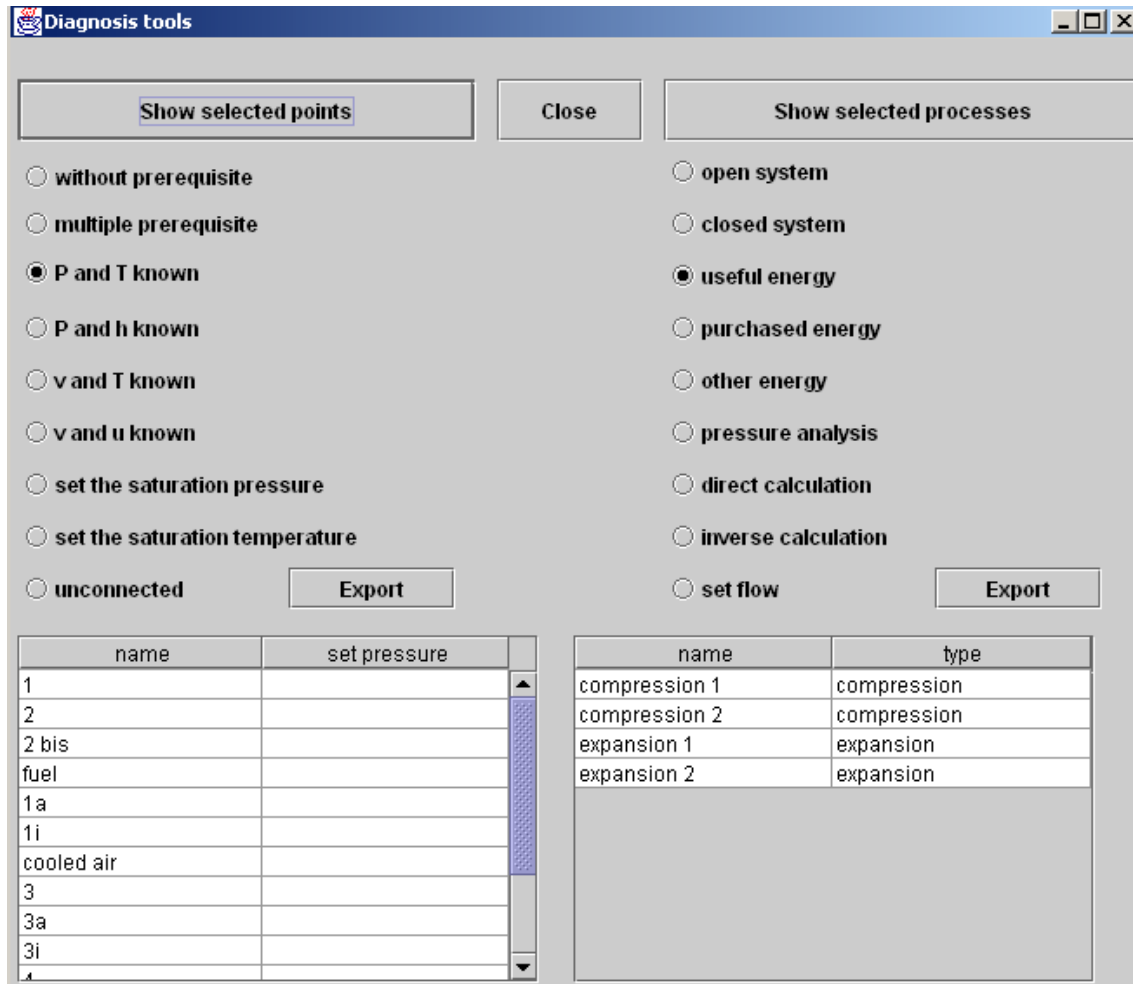 Diagnosis tools
Show selected points Close Show selected processes
without prerequisite open system
multiple prerequisite closed system
P and T known useful energy
P and h known purchased energy
v and T known other energy
v and u known pressure analysis
set the saturation pressure direct calculation
set the saturation temperature inverse calculation
unconnected Export set flow Export
name set pressure name type
1 compression 1 compression
2 compression 2 compression
2 bis expansion 1 expansion
fuel expansion 2 expansion
1a
1i
cooled air
3
3a
3i